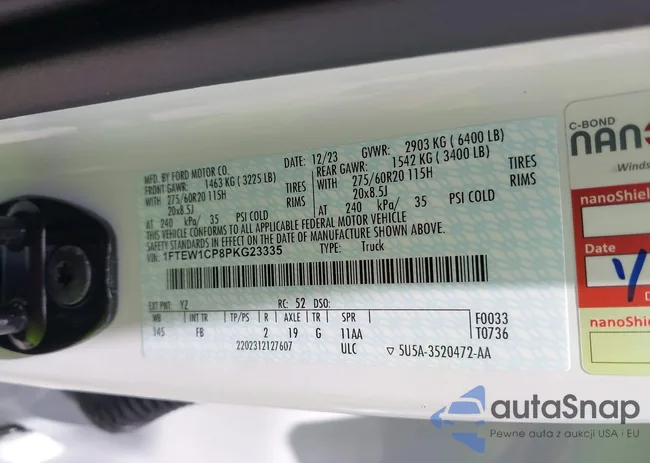 MFD. BY FORD MOTOR CO.
DATE: 12/23 GVWR: 2903 KG ( 6400 LB)
FRONT GAWR: 1463 KG ( 3225 LB) REAR GAWR: 1542 KG ( 3400 LB)
WITH 275/60R20 115H TIRES WITH 275/60R20 115H TIRES
20x8.5J RIMS 20x8.5J RIMS
AT 240 kPa/ 35 PSI COLD AT 240 kPa/ 35 PSI COLD
THIS VEHICLE CONFORMS TO ALL APPLICABLE FEDERAL MOTOR VEHICLE
SAFETY STANDARDS IN EFFECT ON THE DATE OF MANUFACTURE SHOWN ABOVE.
VIN: 1FTEW1CP8PKG23335 TYPE: Truck
EXT PNT: YZ RC: 52 DSO:
WB INT TR TP/PS R AXLE TR SPR F0033
145 FB 2 19 G 11AA T0736
2202312127607 ULC ▽ 5U5A-3520472-AA
C-BOND
Winds
nanoShiel
Date
1/
nanoShiel
autaSnap
Pewne auta z aukcji USA i EU